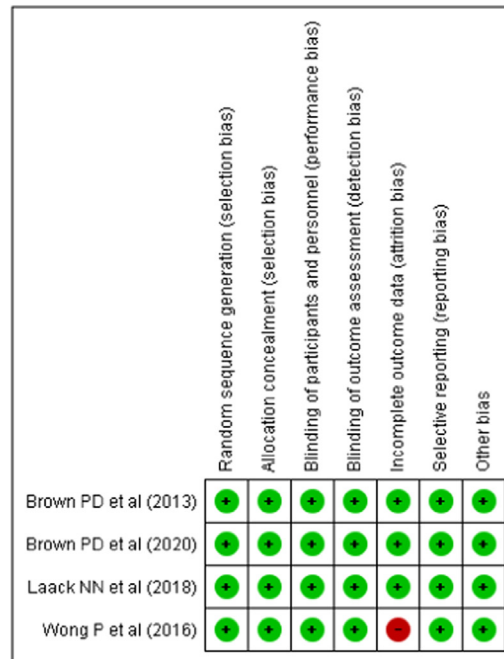 Random sequence generation (selection bias)
Allocation concealment (selection bias)
Blinding of participants and personnel (performance bias)
Blinding of outcome assessment (detection bias)
Incomplete outcome data (attrition bias)
Selective reporting (reporting bias)
Other bias
Brown PD et al (2013) + + + + + + +
Brown PD et al (2020) + + + + + + +
Laack NN et al (2018) + + + + + + +
Wong P et al (2016) + + + + - + +